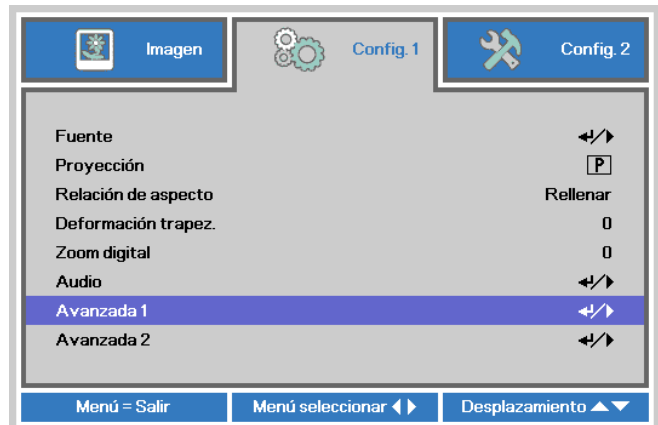 Imagen Config. 1 Config. 2
Fuente
Proyección P
Relación de aspecto Rellenar
Deformación trapez. 0
Zoom digital 0
Audio
Avanzada 1
Avanzada 2
Menú = Salir Menú seleccionar Desplazamiento